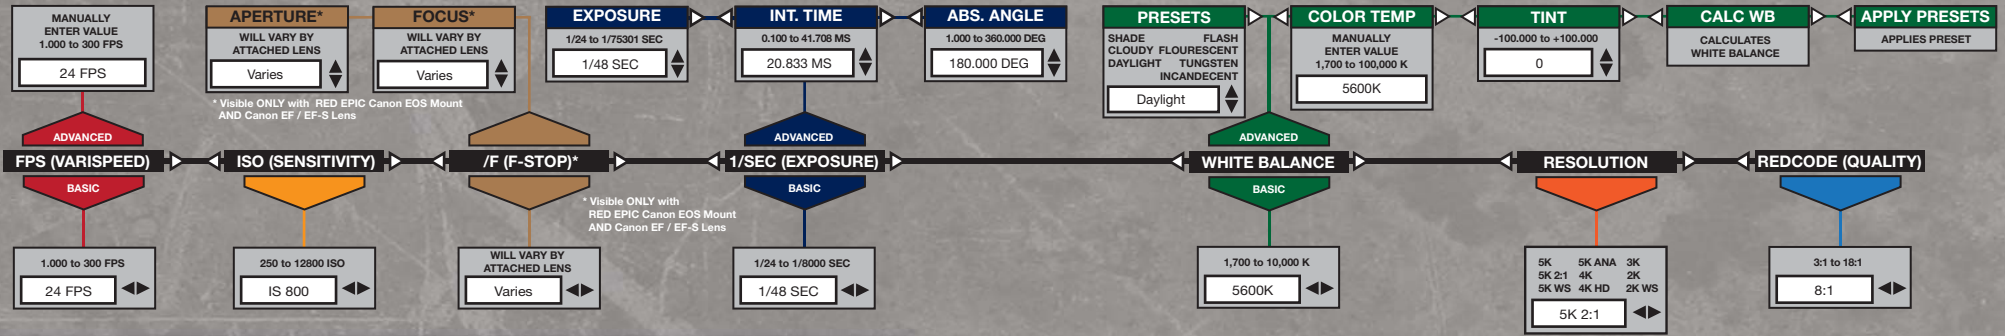 MANUALLY
ENTER VALUE
1.000 to 300 FPS
24 FPS
APERTURE*
WILL VARY BY
ATTACHED LENS
Varies
FOCUS*
WILL VARY BY
ATTACHED LENS
Varies
* Visible ONLY with RED EPIC Canon EOS Mount
AND Canon EF / EF-S Lens
EXPOSURE
1/24 to 1/75301 SEC
1/48 SEC
INT. TIME
0.100 to 41.708 MS
20.833 MS
ABS. ANGLE
1.000 to 360.000 DEG
180.000 DEG
PRESETS
SHADE FLASH
CLOUDY FLOURESCENT
DAYLIGHT TUNGSTEN
INCANDECENT
Daylight
COLOR TEMP
MANUALLY
ENTER VALUE
1,700 to 100,000 K
5600K
TINT
-100.000 to +100.000
0
CALC WB
CALCULATES
WHITE BALANCE
APPLY PRESETS
APPLIES PRESET
ADVANCED
ADVANCED
ADVANCED
FPS (VARISPEED)
ISO (SENSITIVITY)
/F (F-STOP)*
1/SEC (EXPOSURE)
WHITE BALANCE
RESOLUTION
REDCODE (QUALITY)
BASIC
BASIC
BASIC
* Visible ONLY with
RED EPIC Canon EOS Mount
AND Canon EF / EF-S Lens
1.000 to 300 FPS
24 FPS
250 to 12800 ISO
IS 800
WILL VARY BY
ATTACHED LENS
Varies
1/24 to 1/8000 SEC
1/48 SEC
1,700 to 10,000 K
5600K
5K 5K ANA 3K
5K 2:1 4K 2K
5K WS 4K HD 2K WS
5K 2:1
3:1 to 18:1
8:1